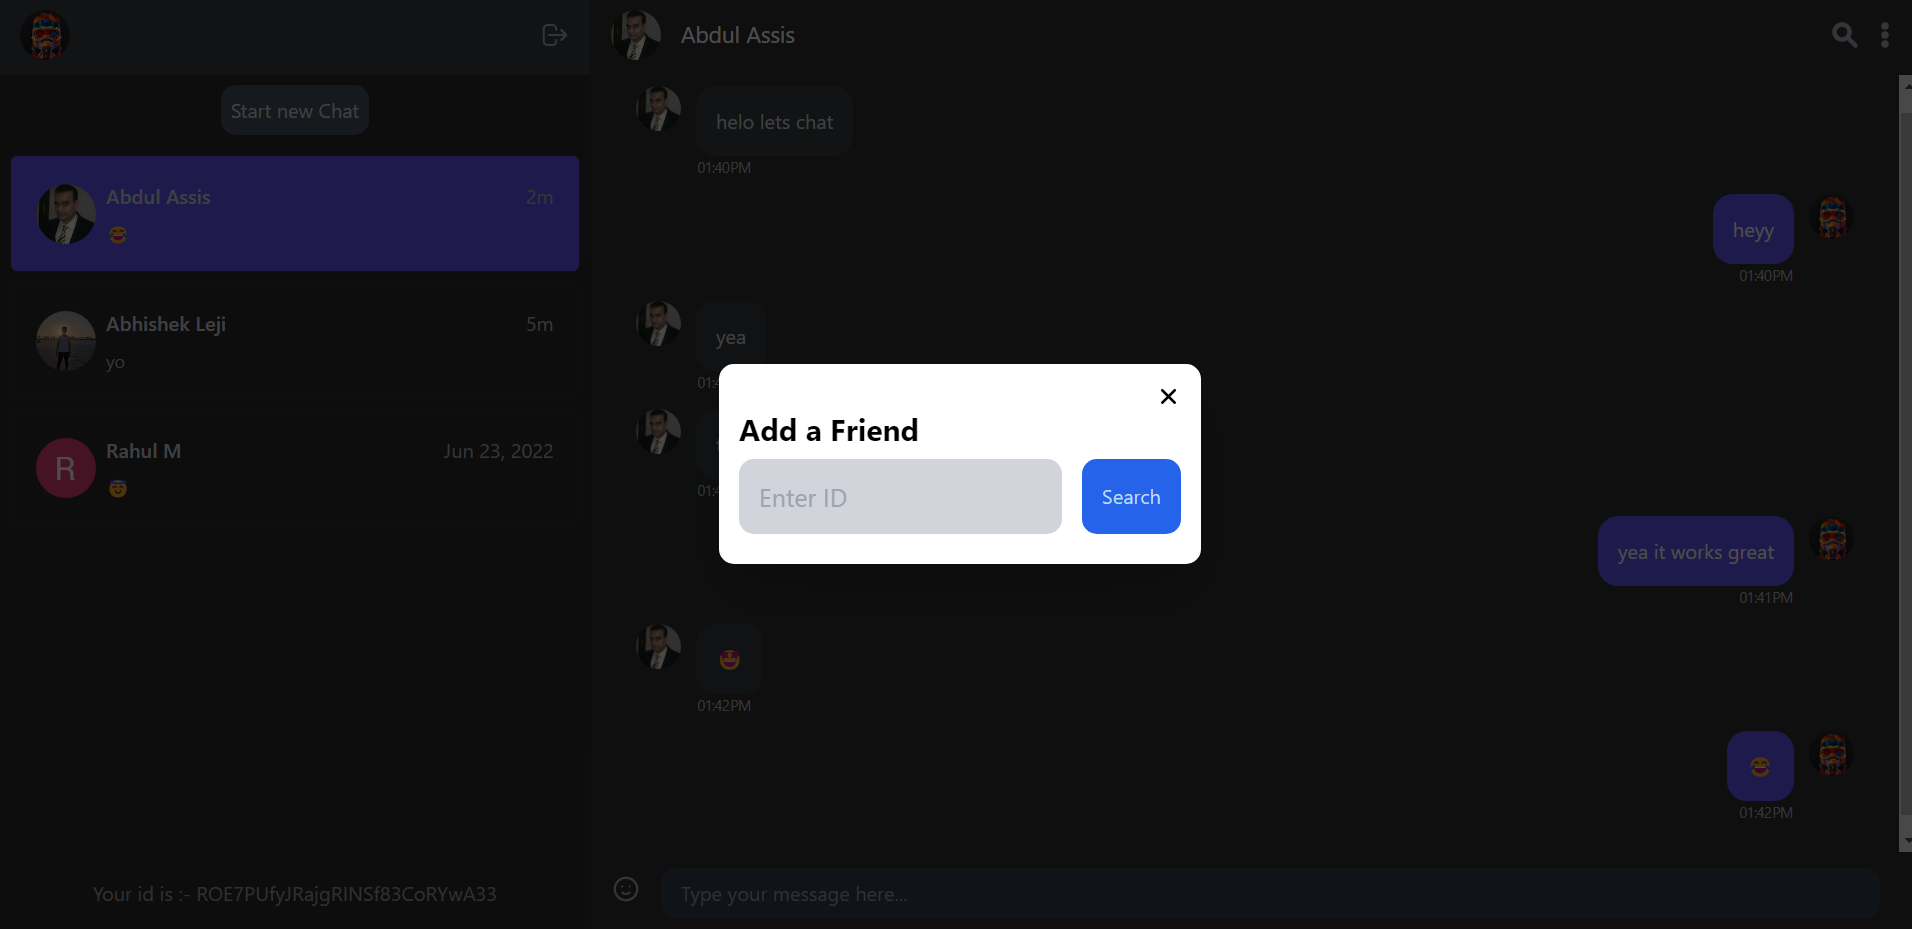 Start new Chat
Abdul Assis
2m
😂
Abhishek Leji
5m
yo
R
Rahul M
Jun 23, 2022
😇
Your id is :- ROE7PUfyJRajgRINSf83CoRYwA33
Abdul Assis
helo lets chat
01:40PM
heyy
01:40PM
yea
01:4
01:4
Add a Friend
Enter ID
Search
yea it works great
01:41PM
🤩
01:42PM
😂
01:42PM
Type your message here...